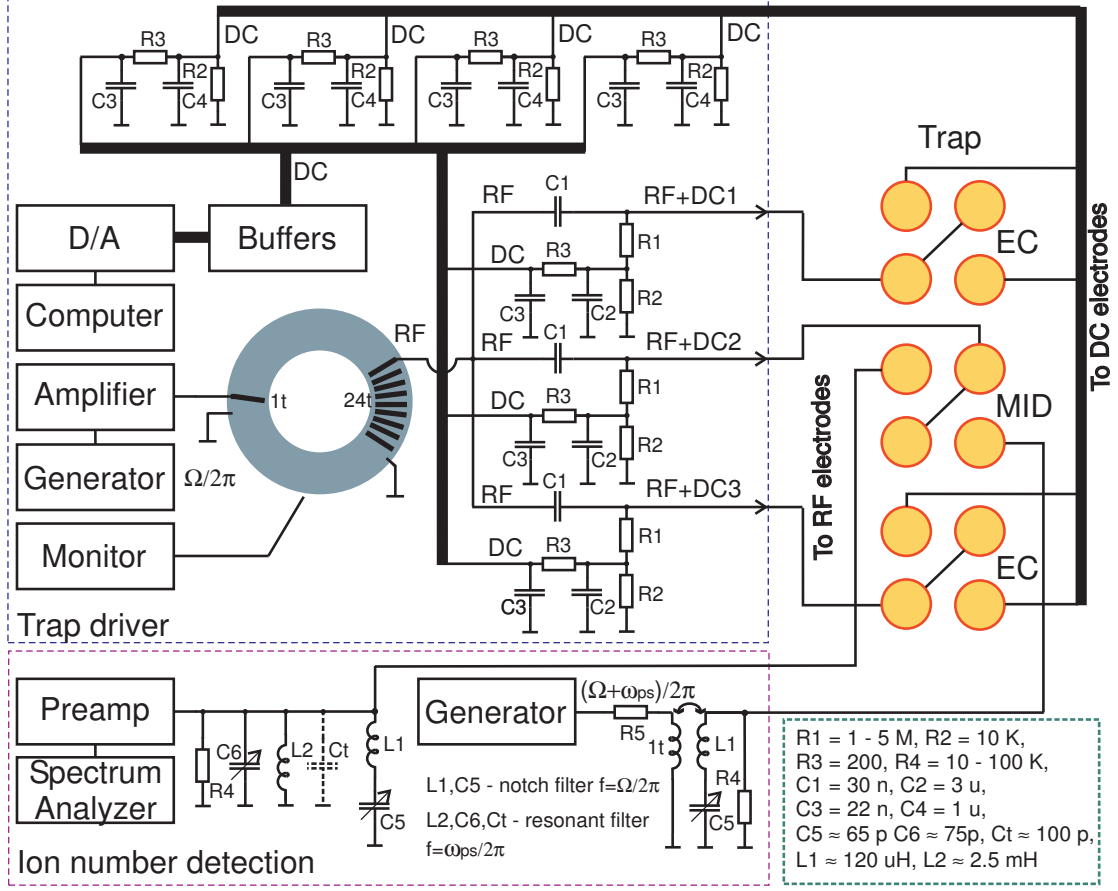 DC DC DC DC
R3 R3 R3 R3
R2 R2 R2 R2
C3 C4 C3 C4 C3 C4 C3 C4
DC
Trap
D/A
Buffers
Computer
RF C1 RF+DC1
R1
DC R3
R2
C3 C2
EC
To DC electrodes
Amplifier
1t 24t
RF
RF C1 RF+DC2
R1
DC R3
R2
C3 C2
MID
Generator
Ω/2π
RF C1 RF+DC3
R1
DC R3
R2
C3 C2
To RF electrodes
EC
Monitor
Trap driver
Preamp
Spectrum
Analyzer
R4 C6 L2 Ct L1
C5
Generator
(Ω+ωps)/2π
R5 1t L1
R4
C5
L1,C5 - notch filter f=Ω/2π
L2,C6,Ct - resonant filter
f=ωps/2π
Ion number detection
R1 = 1 - 5 M, R2 = 10 K,
R3 = 200, R4 = 10 - 100 K,
C1 = 30 n, C2 = 3 u,
C3 = 22 n, C4 = 1 u,
C5 ≈ 65 p C6 ≈ 75p, Ct ≈ 100 p,
L1 ≈ 120 uH, L2 ≈ 2.5 mH